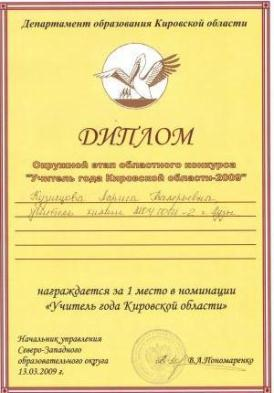 Департамент образования Кировской области
ДИПЛОМ
Окружной этап областного конкурса
"Учитель года Кировской области-2009"
Кузнецова Лариса Валерьевна,
учитель химии МОУ СОШ-2 г. Лузы
награждается за 1 место в номинации
«Учитель года Кировской области»
Начальник управления
Северо-Западного
образовательного округа
13.03.2009 г.
В.А.Пономаренко